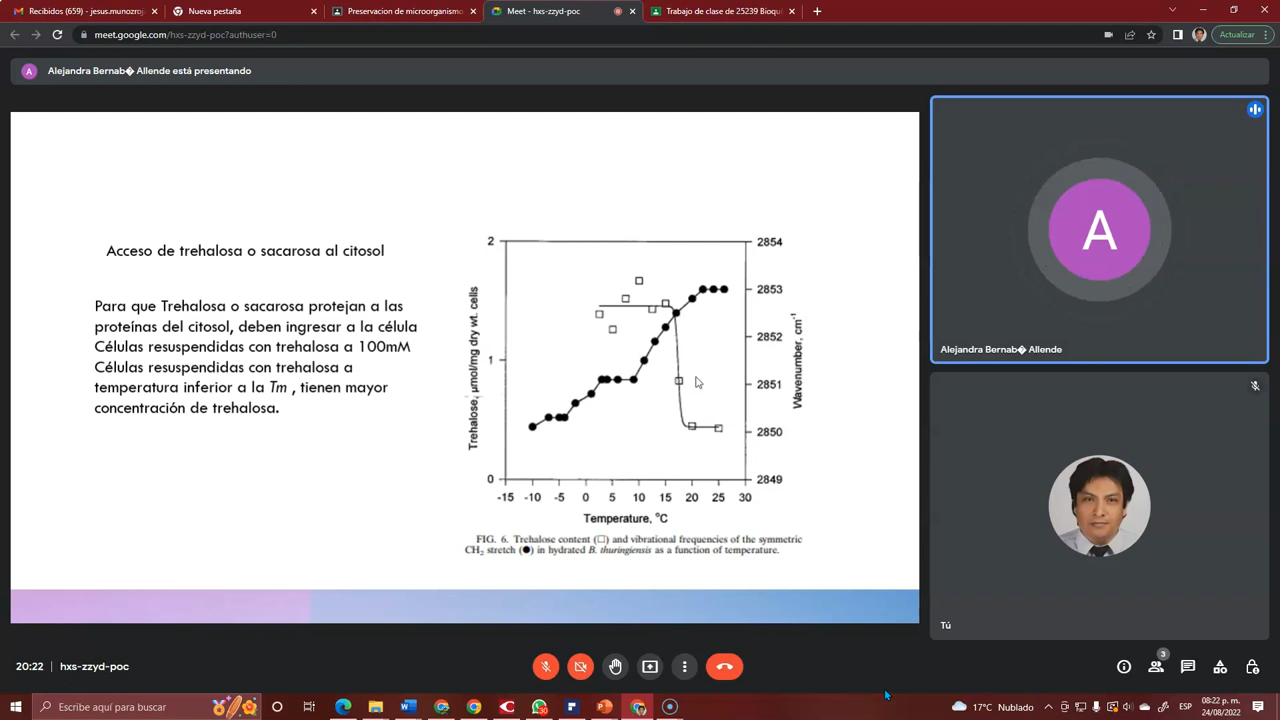 Recibidos (659) - jesus.munozroj
Nueva pestaña
Preservacion de microorganismo
Meet - hxs-zzyd-poc
Trabajo de clase de 25239 Bioqu
meet.google.com/hxs-zzyd-poc?authuser=0
Actualizar
A
Alejandra Bernab� Allende está presentando
Acceso de trehalosa o sacarosa al citosol
Para que Trehalosa o sacarosa protejan a las
proteínas del citosol, deben ingresar a la célula
Células resuspendidas con trehalosa a 100mM
Células resuspendidas con trehalosa a
temperatura inferior a la Tm , tienen mayor
concentración de trehalosa.
2
1
0
Trehalose, µmol/mg dry wt. cells
2854
2853
2852
2851
2850
2849
Wavenumber, cm-1
-15 -10 -5 0 5 10 15 20 25 30
Temperature, °C
FIG. 6. Trehalose content (□) and vibrational frequencies of the symmetric
CH2 stretch (●) in hydrated B. thuringiensis as a function of temperature.
A
Alejandra Bernab� Allende
Tú
20:22 | hxs-zzyd-poc
3
Escribe aquí para buscar
30
17°C Nublado
ESP
08:22 p. m.
24/08/2022